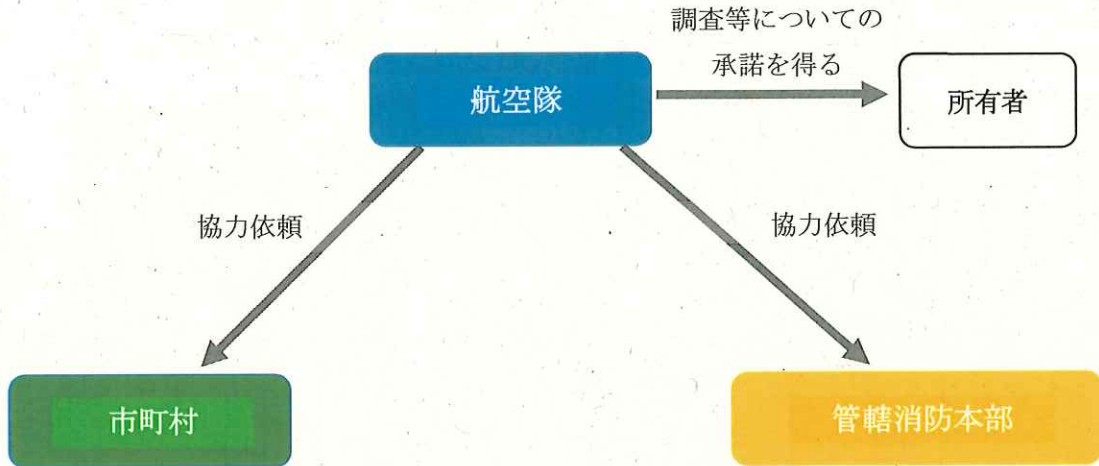 調査等についての
承諾を得る
航空隊
所有者
協力依頼
協力依頼
市町村
管轄消防本部